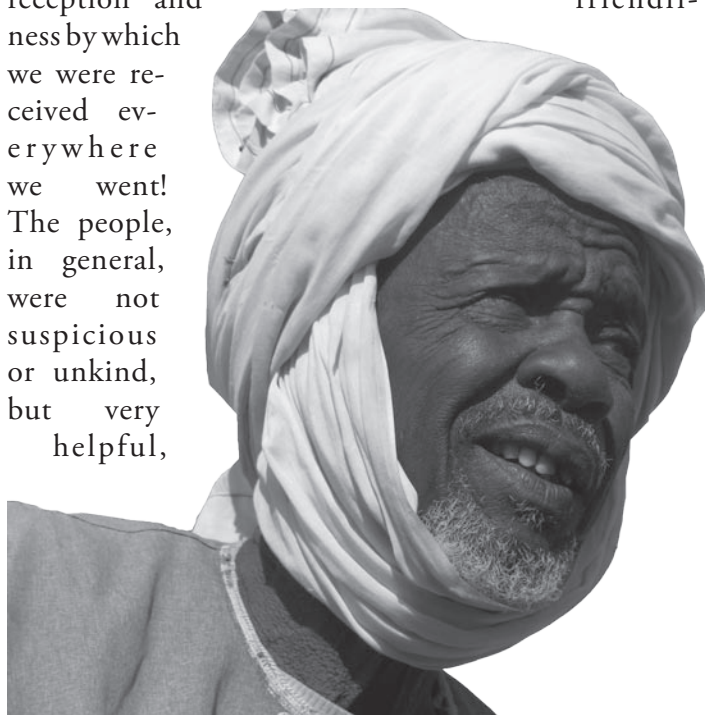 reception and friendli-
ness by which
we were re-
ceived ev-
erywhere
we went!
The people,
in general,
were not
suspicious
or unkind,
but very
helpful,